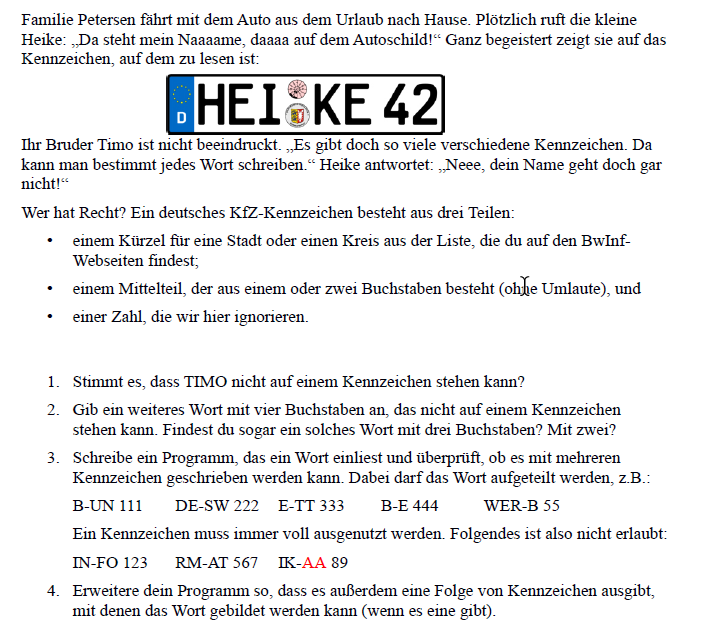 Familie Petersen fährt mit dem Auto aus dem Urlaub nach Hause. Plötzlich ruft die kleine
Heike: „Da steht mein Naaaame, daaaa auf dem Autoschild!“ Ganz begeistert zeigt sie auf das
Kennzeichen, auf dem zu lesen ist:
D HEI KE 42
Ihr Bruder Timo ist nicht beeindruckt. „Es gibt doch so viele verschiedene Kennzeichen. Da
kann man bestimmt jedes Wort schreiben.“ Heike antwortet: „Neee, dein Name geht doch gar
nicht!“
Wer hat Recht? Ein deutsches KfZ-Kennzeichen besteht aus drei Teilen:
• einem Kürzel für eine Stadt oder einen Kreis aus der Liste, die du auf den BwInf-
Webseiten findest;
• einem Mittelteil, der aus einem oder zwei Buchstaben besteht (ohne Umlaute), und
• einer Zahl, die wir hier ignorieren.
1. Stimmt es, dass TIMO nicht auf einem Kennzeichen stehen kann?
2. Gib ein weiteres Wort mit vier Buchstaben an, das nicht auf einem Kennzeichen
stehen kann. Findest du sogar ein solches Wort mit drei Buchstaben? Mit zwei?
3. Schreibe ein Programm, das ein Wort einliest und überprüft, ob es mit mehreren
Kennzeichen geschrieben werden kann. Dabei darf das Wort aufgeteilt werden, z.B.:
B-UN 111 DE-SW 222 E-TT 333 B-E 444 WER-B 55
Ein Kennzeichen muss immer voll ausgenutzt werden. Folgendes ist also nicht erlaubt:
IN-FO 123 RM-AT 567 IK-AA 89
4. Erweitere dein Programm so, dass es außerdem eine Folge von Kennzeichen ausgibt,
mit denen das Wort gebildet werden kann (wenn es eine gibt).